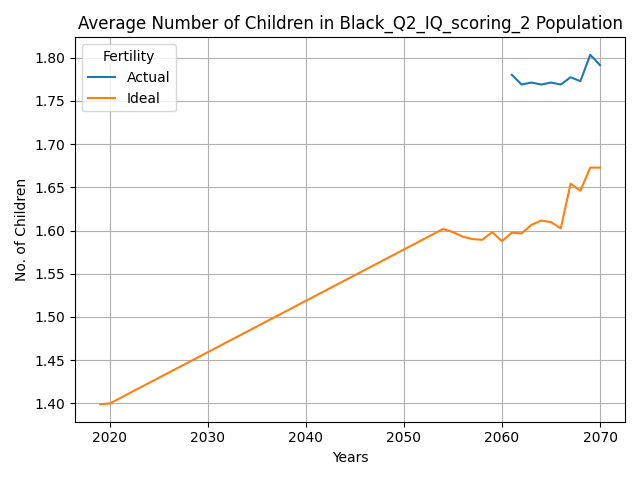 Average Number of Children in Black_Q2_IQ_scoring_2 Population
Fertility
Actual
Ideal
1.80
1.75
1.70
1.65
1.60
1.55
1.50
1.45
1.40
No. of Children
2020 2030 2040 2050 2060 2070
Years